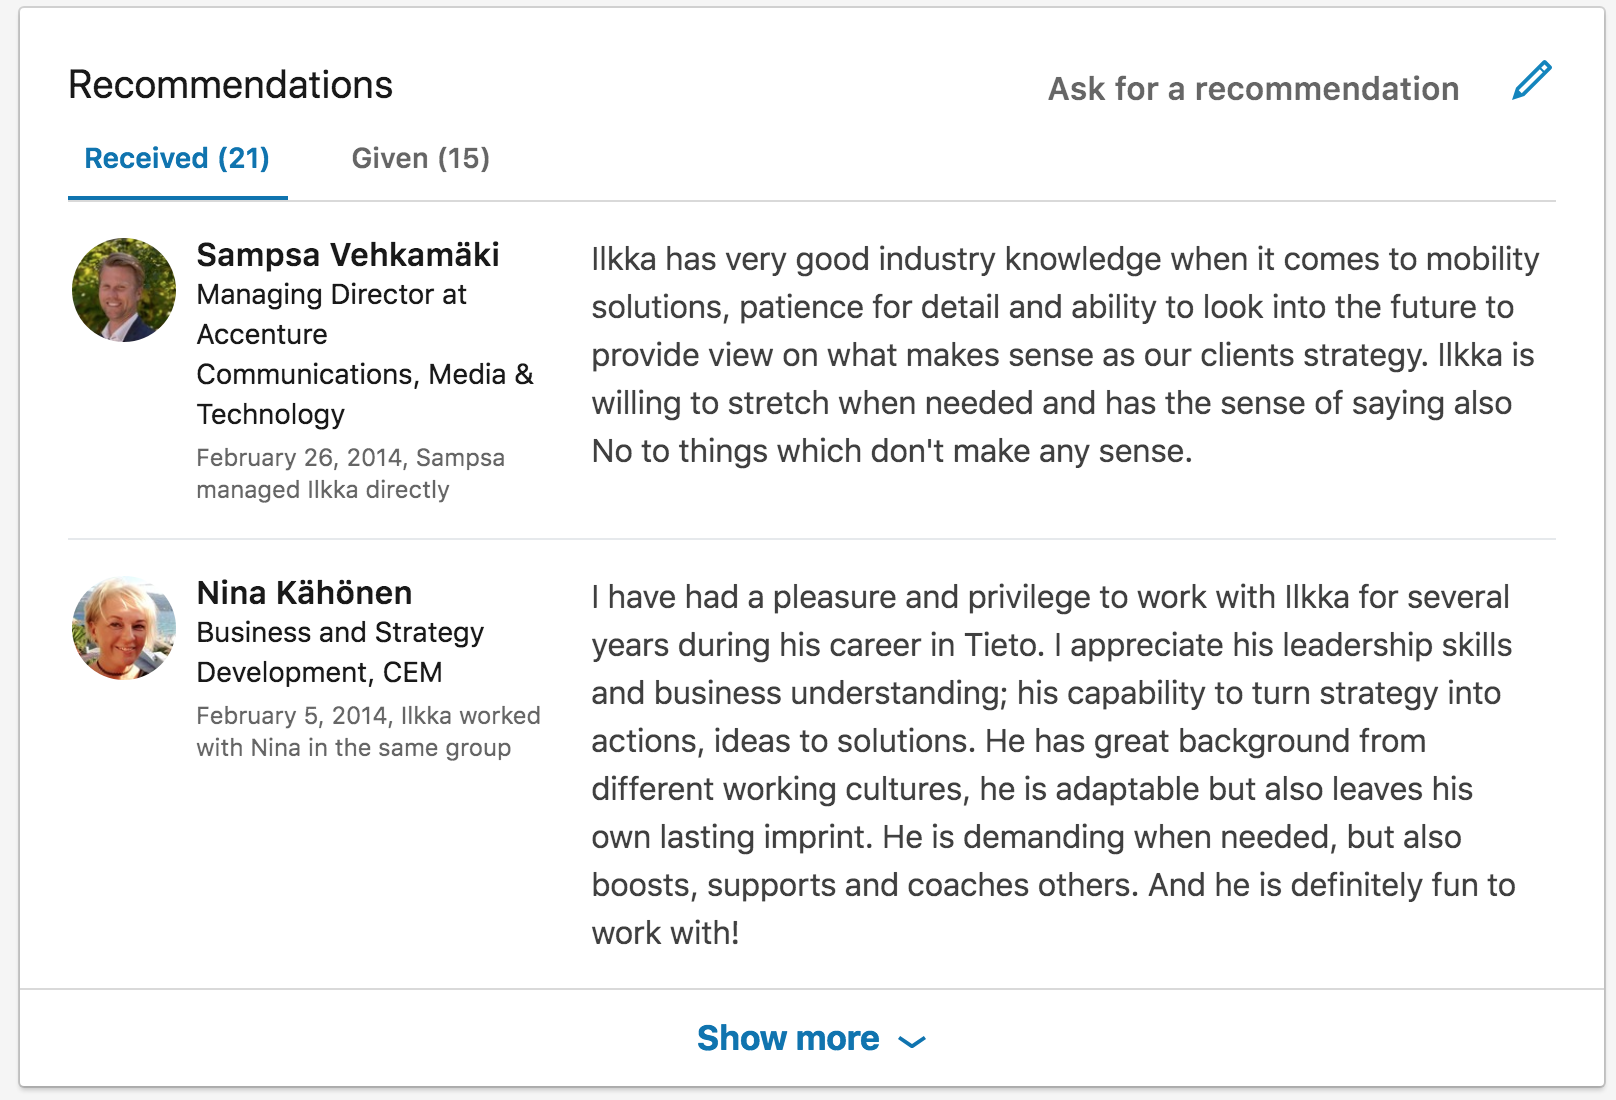 Recommendations
Ask for a recommendation
Received (21)
Given (15)
Sampsa Vehkamäki
Managing Director at
Accenture
Communications, Media &
Technology
February 26, 2014, Sampsa
managed Ilkka directly
Ilkka has very good industry knowledge when it comes to mobility
solutions, patience for detail and ability to look into the future to
provide view on what makes sense as our clients strategy. Ilkka is
willing to stretch when needed and has the sense of saying also
No to things which don't make any sense.
Nina Kähönen
Business and Strategy
Development, CEM
February 5, 2014, Ilkka worked
with Nina in the same group
I have had a pleasure and privilege to work with Ilkka for several
years during his career in Tieto. I appreciate his leadership skills
and business understanding; his capability to turn strategy into
actions, ideas to solutions. He has great background from
different working cultures, he is adaptable but also leaves his
own lasting imprint. He is demanding when needed, but also
boosts, supports and coaches others. And he is definitely fun to
work with!
Show more